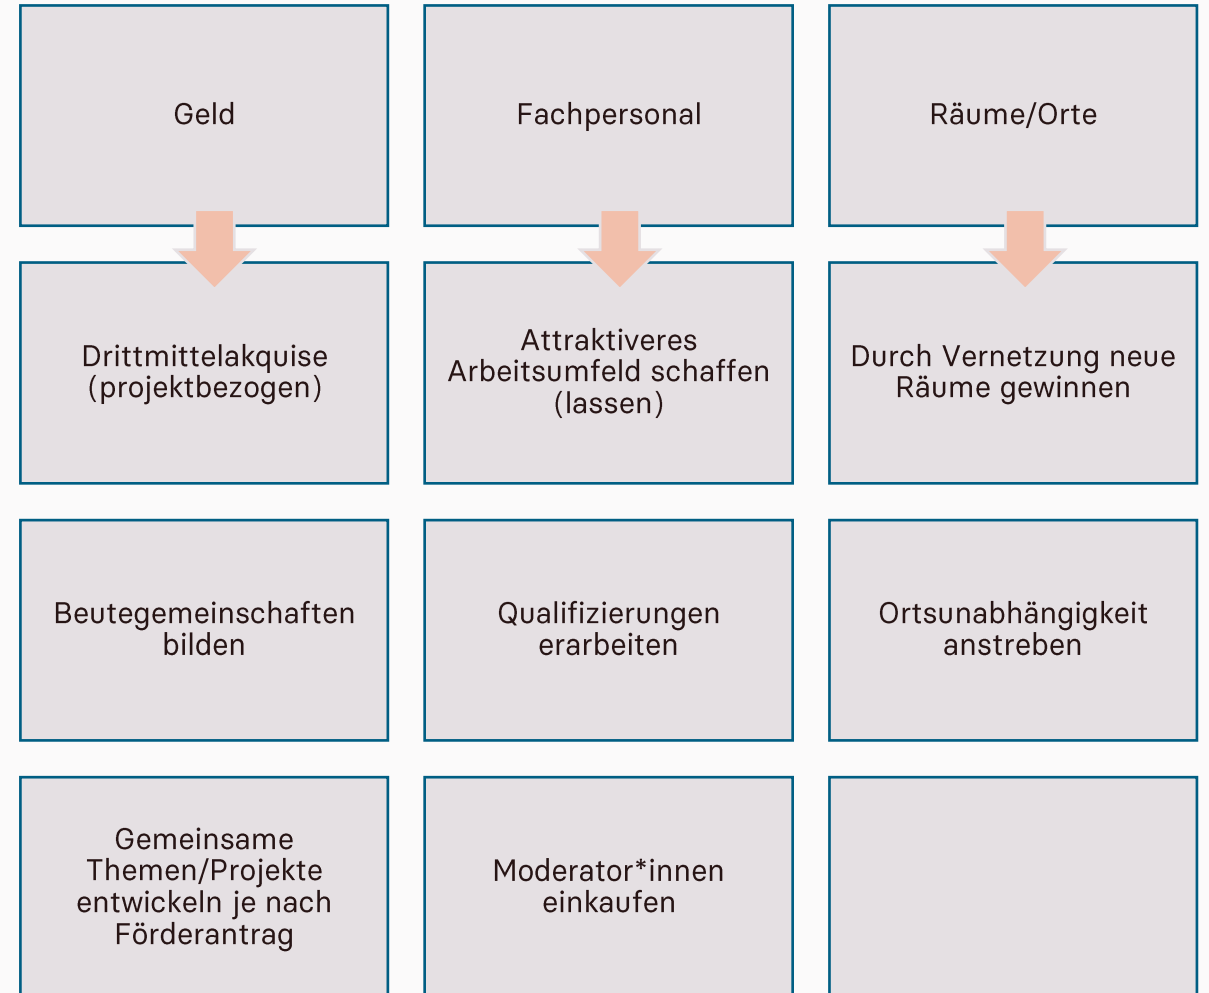 Geld
Fachpersonal
Räume/Orte
Drittmittelakquise
(projektbezogen)
Attraktiveres
Arbeitsumfeld schaffen
(lassen)
Durch Vernetzung neue
Räume gewinnen
Beutegemeinschaften
bilden
Qualifizierungen
erarbeiten
Ortsunabhängigkeit
anstreben
Gemeinsame
Themen/Projekte
entwickeln je nach
Förderantrag
Moderator*innen
einkaufen